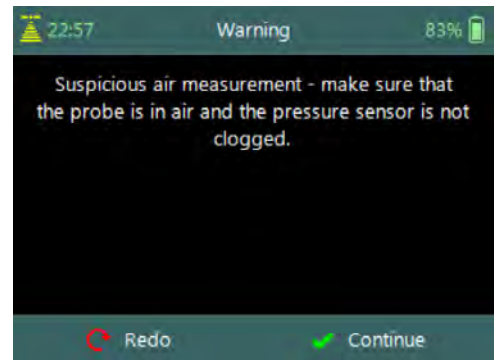 22:57 Warning 83%
Suspicious air measurement - make sure that
the probe is in air and the pressure sensor is not
clogged.
Redo Continue